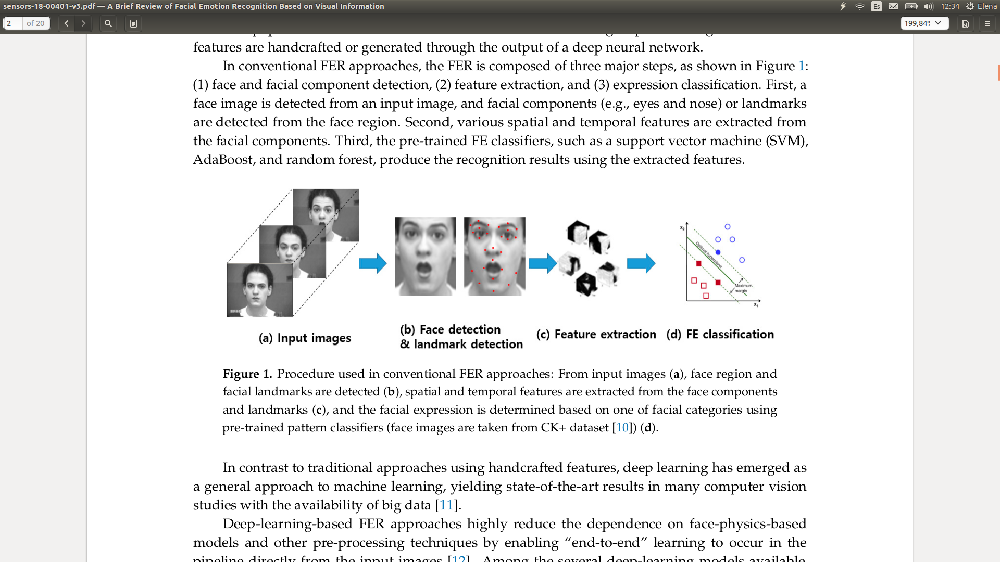 sensors-18-00401-v3.pdf — A Brief Review of Facial Emotion Recognition Based on Visual Information
Es
12:34
Elena
2
of 20
199,84%
features are handcrafted or generated through the output of a deep neural network.
In conventional FER approaches, the FER is composed of three major steps, as shown in Figure 1:
(1) face and facial component detection, (2) feature extraction, and (3) expression classification. First, a
face image is detected from an input image, and facial components (e.g., eyes and nose) or landmarks
are detected from the face region. Second, various spatial and temporal features are extracted from
the facial components. Third, the pre-trained FE classifiers, such as a support vector machine (SVM),
AdaBoost, and random forest, produce the recognition results using the extracted features.
x₂
Optimal hyperplane
Maximum
margin
x₁
(a) Input images
(b) Face detection
& landmark detection
(c) Feature extraction
(d) FE classification
Figure 1. Procedure used in conventional FER approaches: From input images (a), face region and
facial landmarks are detected (b), spatial and temporal features are extracted from the face components
and landmarks (c), and the facial expression is determined based on one of facial categories using
pre-trained pattern classifiers (face images are taken from CK+ dataset [10]) (d).
In contrast to traditional approaches using handcrafted features, deep learning has emerged as
a general approach to machine learning, yielding state-of-the-art results in many computer vision
studies with the availability of big data [11].
Deep-learning-based FER approaches highly reduce the dependence on face-physics-based
models and other pre-processing techniques by enabling “end-to-end” learning to occur in the
pipeline directly from the input images [12]. Among the several deep-learning models available,